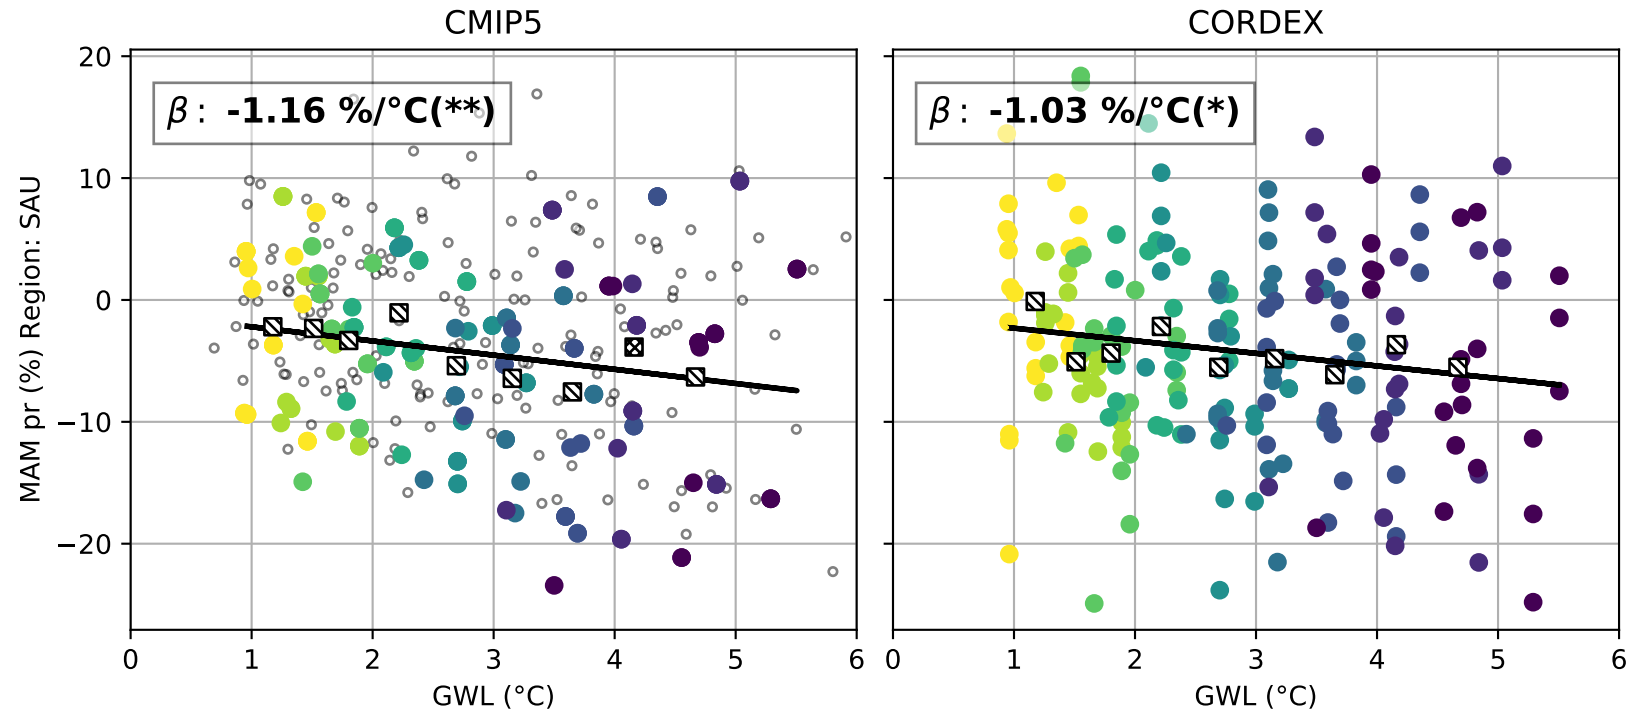 CMIP5
CORDEX
β : -1.16 %/°C(**)
β : -1.03 %/°C(*)
MAM pr (%) Region: SAU
20
10
0
−10
−20
0 1 2 3 4 5 6
0 1 2 3 4 5 6
GWL (°C)
GWL (°C)